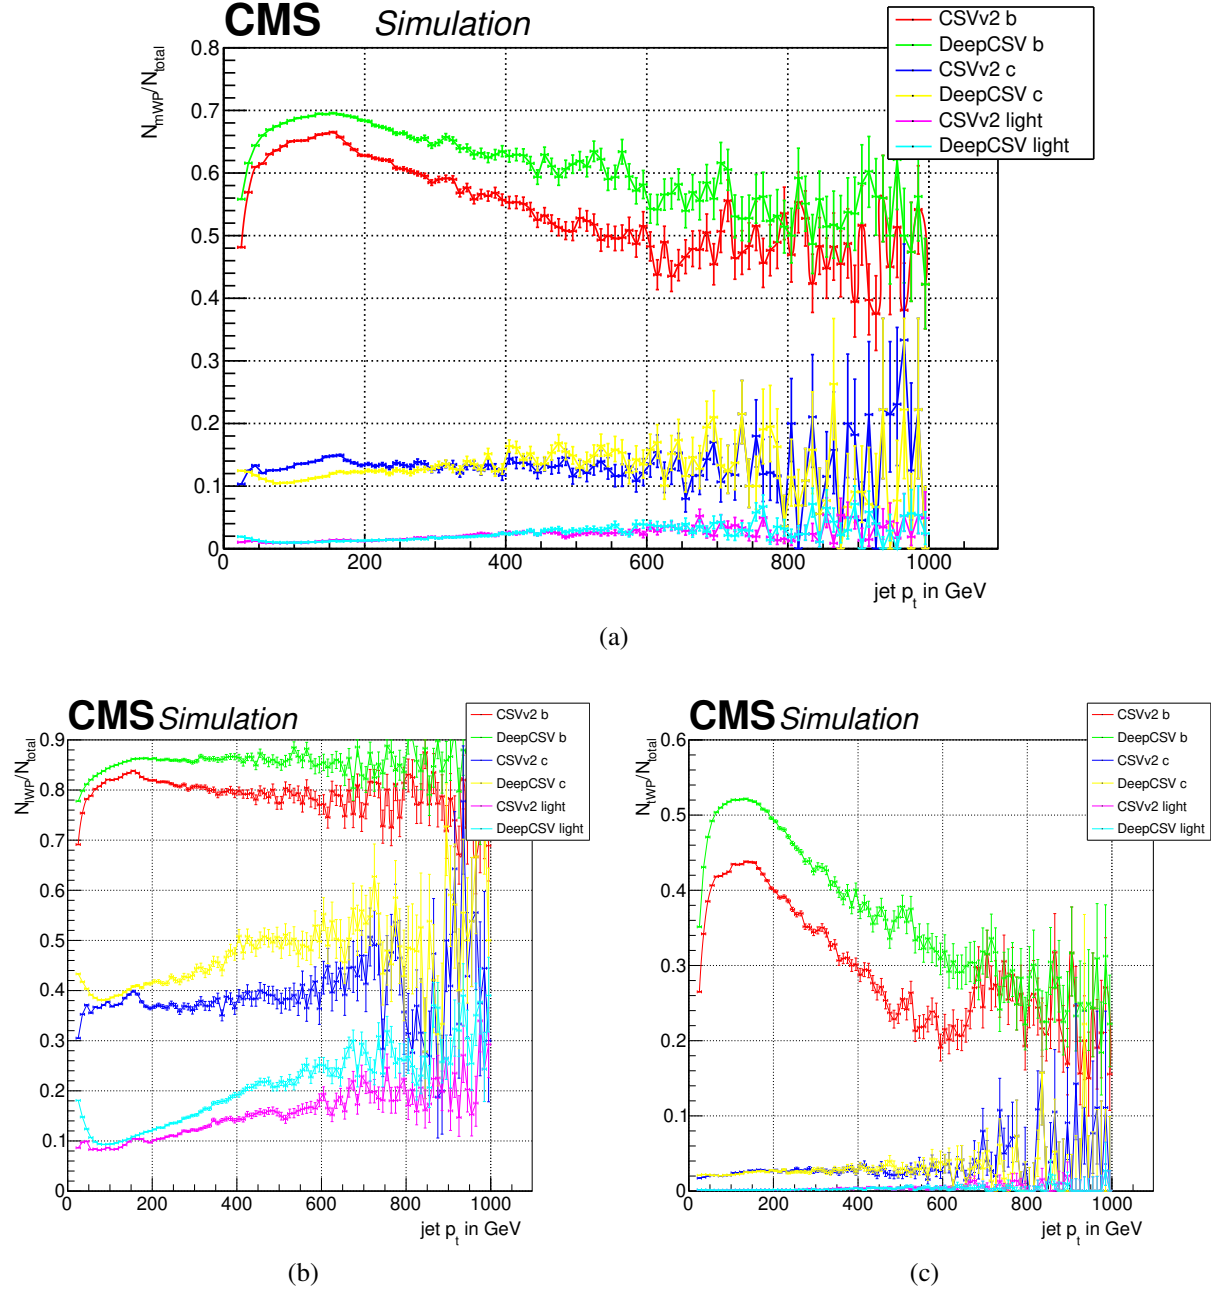 CMS Simulation
CSVv2 b
DeepCSV b
CSVv2 c
DeepCSV c
CSVv2 light
DeepCSV light
N_mWP/N_total
0.8
0.7
0.6
0.5
0.4
0.3
0.2
0.1
0
0 200 400 600 800 1000
jet p_t in GeV
(a)
CMS Simulation
CSVv2 b
DeepCSV b
CSVv2 c
DeepCSV c
CSVv2 light
DeepCSV light
N_lWP/N_total
0.9
0.8
0.7
0.6
0.5
0.4
0.3
0.2
0.1
0
0 200 400 600 800 1000
jet p_t in GeV
(b)
CMS Simulation
CSVv2 b
DeepCSV b
CSVv2 c
DeepCSV c
CSVv2 light
DeepCSV light
N_tWP/N_total
0.6
0.5
0.4
0.3
0.2
0.1
0
0 200 400 600 800 1000
jet p_t in GeV
(c)